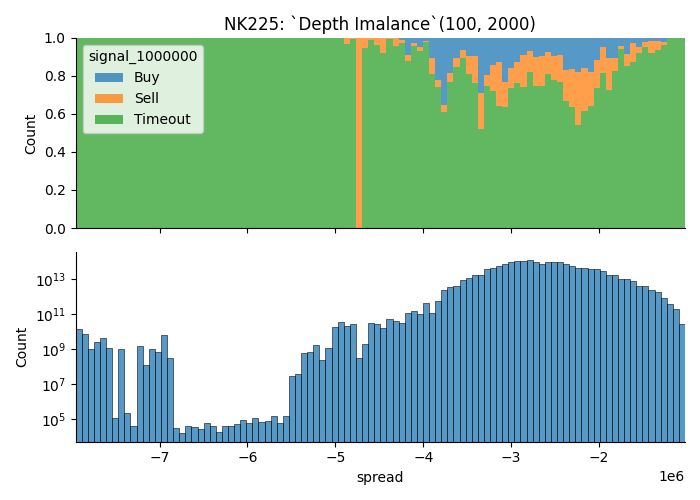 NK225: `Depth Imalance`(100, 2000)
Count
1.0
0.8
0.6
0.4
0.2
0.0
signal_1000000
Buy
Sell
Timeout
Count
10^13
10^11
10^9
10^7
10^5
−7 −6 −5 −4 −3 −2
1e6
spread